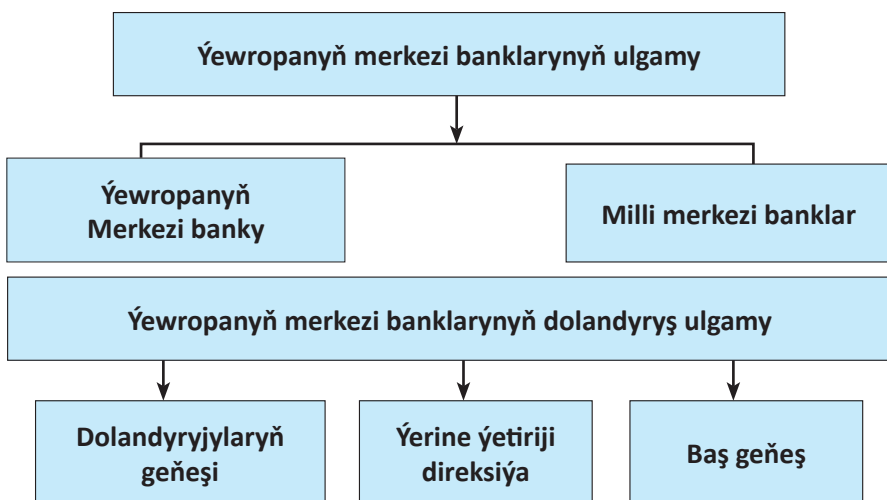 Ýewropanyň merkezi banklarynyň ulgamy
Ýewropanyň
Merkezi banky
Milli merkezi banklar
Ýewropanyň merkezi banklarynyň dolandyryş ulgamy
Dolandyryjylaryň
geňeşi
Ýerine ýetiriji
direksiýa
Baş geňeş